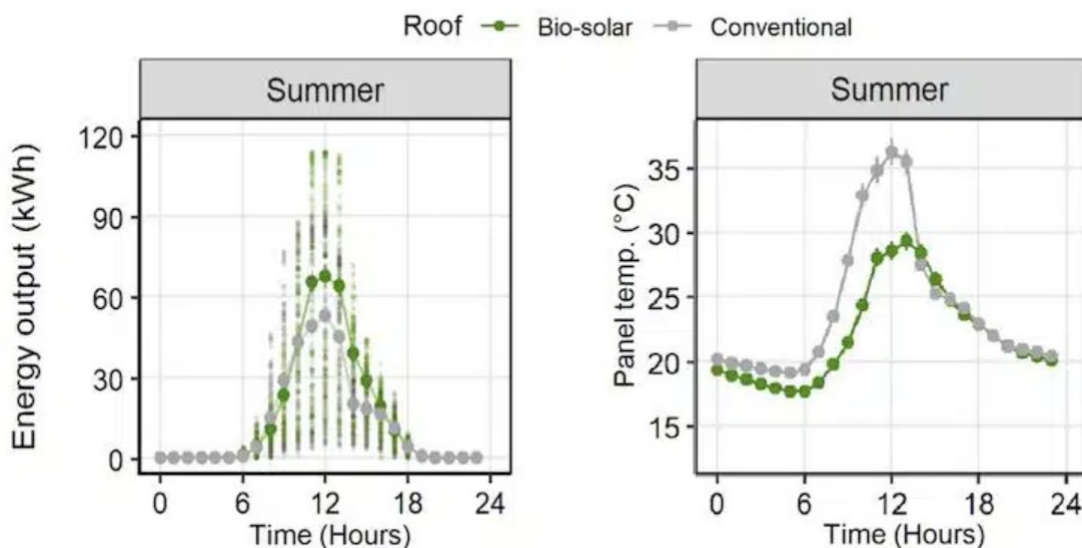 Roof Bio-solar Conventional
Summer
Energy output (kWh)
120
90
60
30
0
0 6 12 18 24
Time (Hours)
Summer
Panel temp. (°C)
35
30
25
20
15
0 6 12 18 24
Time (Hours)